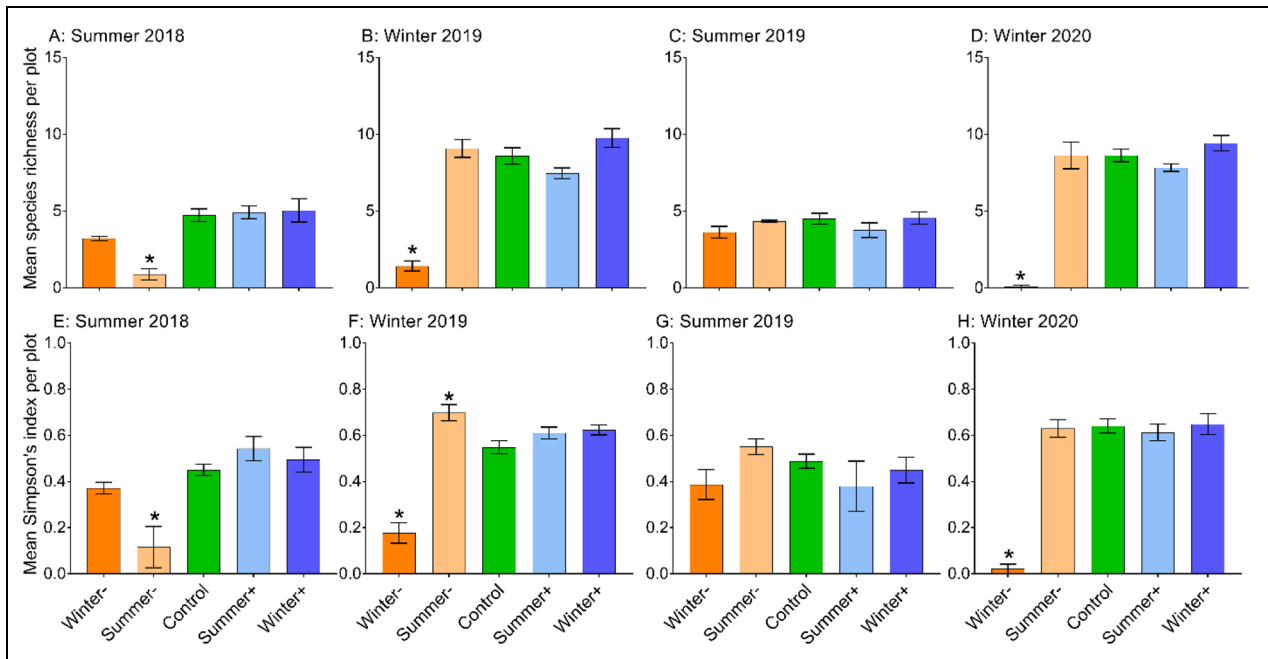 A: Summer 2018
B: Winter 2019
C: Summer 2019
D: Winter 2020
Mean species richness per plot
15
10
5
0
*
15
10
5
0
*
15
10
5
0
15
10
5
0
*
E: Summer 2018
F: Winter 2019
G: Summer 2019
H: Winter 2020
Mean Simpson's index per plot
1.0
0.8
0.6
0.4
0.2
0.0
*
1.0
0.8
0.6
0.4
0.2
0.0
*
*
1.0
0.8
0.6
0.4
0.2
0.0
1.0
0.8
0.6
0.4
0.2
0.0
*
Winter-
Summer-
Control
Summer+
Winter+
Winter-
Summer-
Control
Summer+
Winter+
Winter-
Summer-
Control
Summer+
Winter+
Winter-
Summer-
Control
Summer+
Winter+